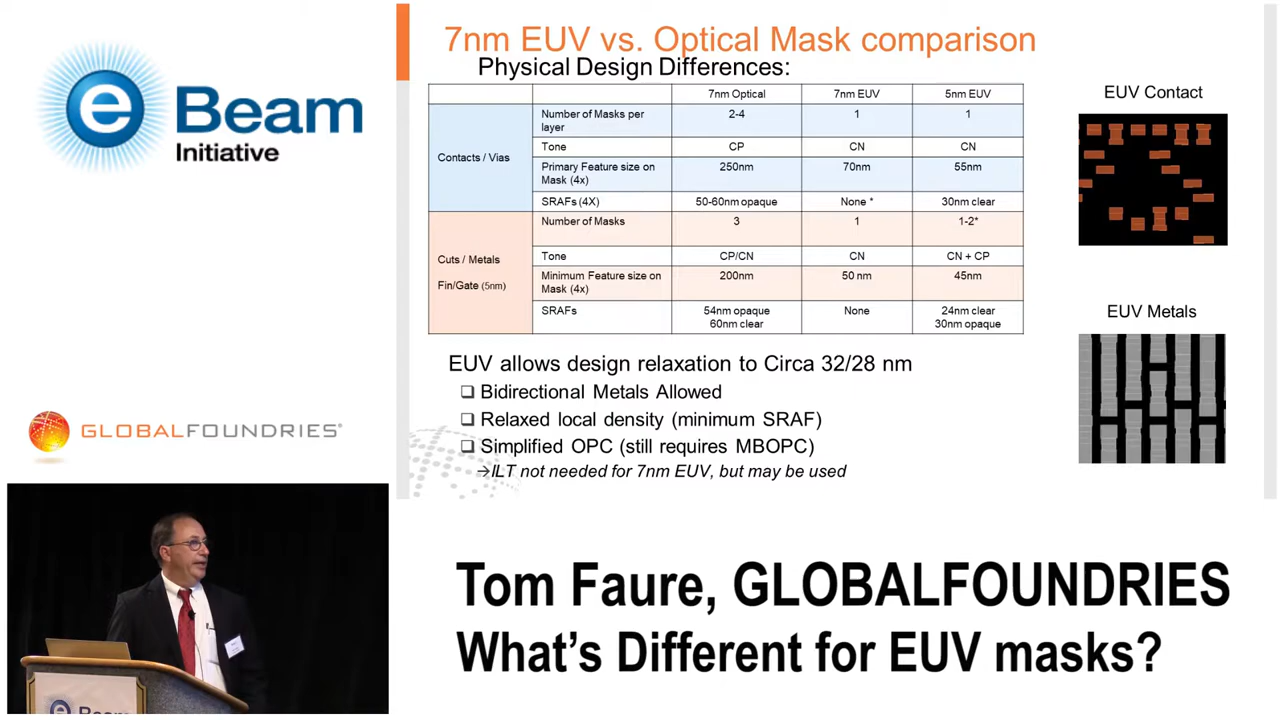 e Beam
Initiative
7nm EUV vs. Optical Mask comparison
Physical Design Differences:
7nm Optical 7nm EUV 5nm EUV
Contacts / Vias
Number of Masks per layer 2-4 1 1
Tone CP CN CN
Primary Feature size on Mask (4x) 250nm 70nm 55nm
SRAFs (4X) 50-60nm opaque None * 30nm clear
Cuts / Metals
Fin/Gate (5nm)
Number of Masks 3 1 1-2*
Tone CP/CN CN CN + CP
Minimum Feature size on Mask (4x) 200nm 50 nm 45nm
SRAFs 54nm opaque 60nm clear None 24nm clear 30nm opaque
EUV allows design relaxation to Circa 32/28 nm
Bidirectional Metals Allowed
Relaxed local density (minimum SRAF)
Simplified OPC (still requires MBOPC)
→ILT not needed for 7nm EUV, but may be used
EUV Contact
EUV Metals
GLOBALFOUNDRIES
e Beam
Tom Faure, GLOBALFOUNDRIES
What's Different for EUV masks?